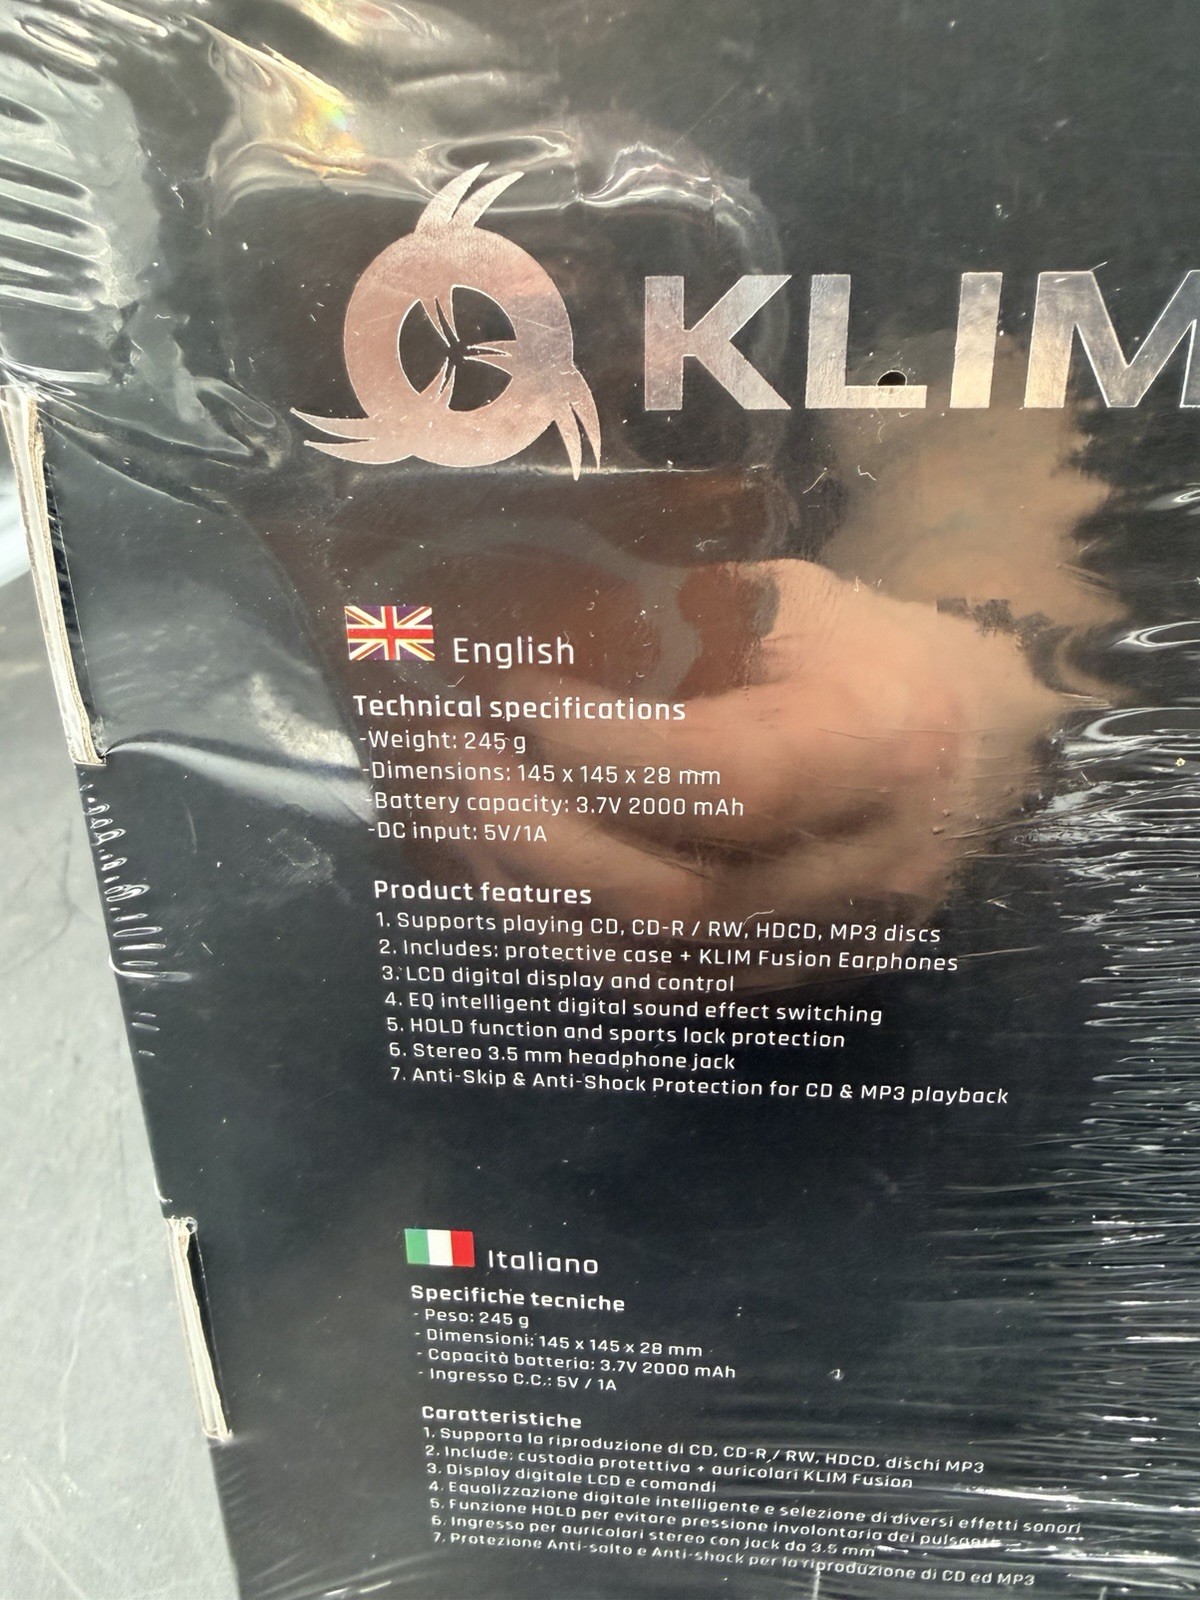 KLIM
English
Technical specifications
-Weight: 245 g
-Dimensions: 145 x 145 x 28 mm
-Battery capacity: 3.7V 2000 mAh
-DC input: 5V/1A
Product features
1. Supports playing CD, CD-R / RW, HDCD, MP3 discs
2. Includes: protective case + KLIM Fusion Earphones
3. LCD digital display and control
4. EQ intelligent digital sound effect switching
5. HOLD function and sports lock protection
6. Stereo 3.5 mm headphone jack
7. Anti-Skip & Anti-Shock Protection for CD & MP3 playback
Italiano
Specifiche tecniche
- Peso: 245 g
- Dimensioni: 145 x 145 x 28 mm
- Capacità batteria: 3.7V 2000 mAh
- Ingresso C.C.: 5V / 1A
Caratteristiche
1. Supporta la riproduzione di CD, CD-R / RW, HDCD, dischi MP3
2. Include: custodia protettiva + auricolari KLIM Fusion
3. Display digitale LCD e comandi
4. Equalizzazione digitale intelligente e selezione di diversi effetti sonori
5. Funzione HOLD per evitare pressione involontaria dei
6. Ingresso per auricolari stereo con jack da 3.5 mm
7. Protezione Anti-salto e Anti-shock per la riproduzione di CD ed MP3